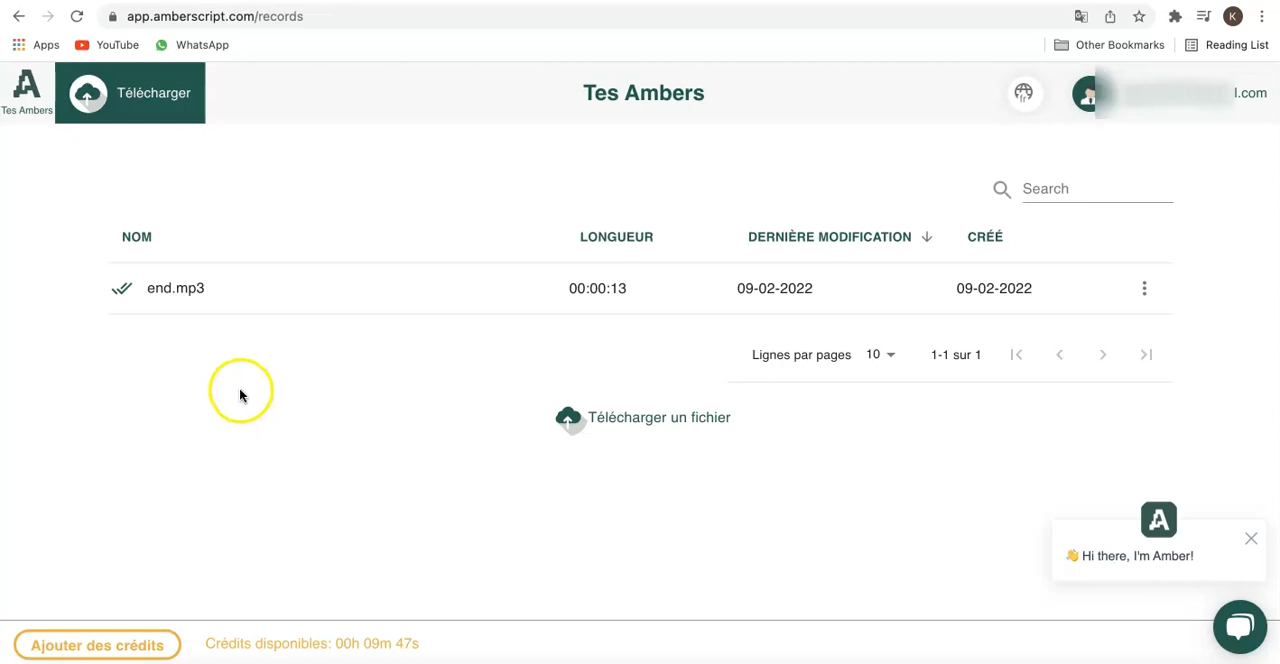 app.amberscript.com/records
K
Apps
YouTube
WhatsApp
Other Bookmarks
Reading List
Tes Ambers
Télécharger
Tes Ambers
l.com
Search
NOM
LONGUEUR
DERNIÈRE MODIFICATION
CRÉÉ
end.mp3
00:00:13
09-02-2022
09-02-2022
Lignes par pages
10
1-1 sur 1
Télécharger un fichier
👋 Hi there, I'm Amber!
Ajouter des crédits
Crédits disponibles: 00h 09m 47s